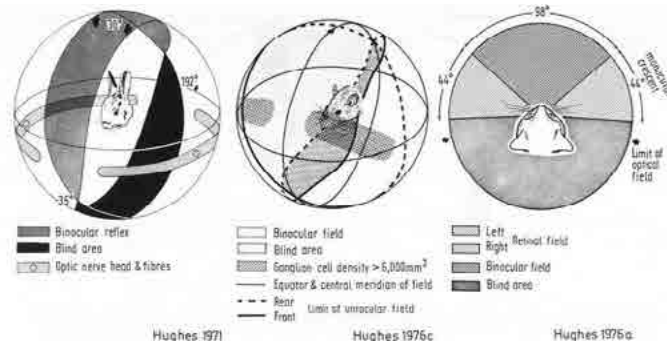 30°
192°
-35°
Binocular reflex
Blind area
Optic nerve head & fibres
Hughes 1971
Binocular field
Blind area
Ganglion cell density > 6,000mm²
Equator & central meridian of field
Rear
Front
Limit of uniocular field
Hughes 1976c
98°
44°
44°
monocular
crescent
Limit of
optical
field
Left
Right
Retinal field
Binocular field
Blind area
Hughes 1976a